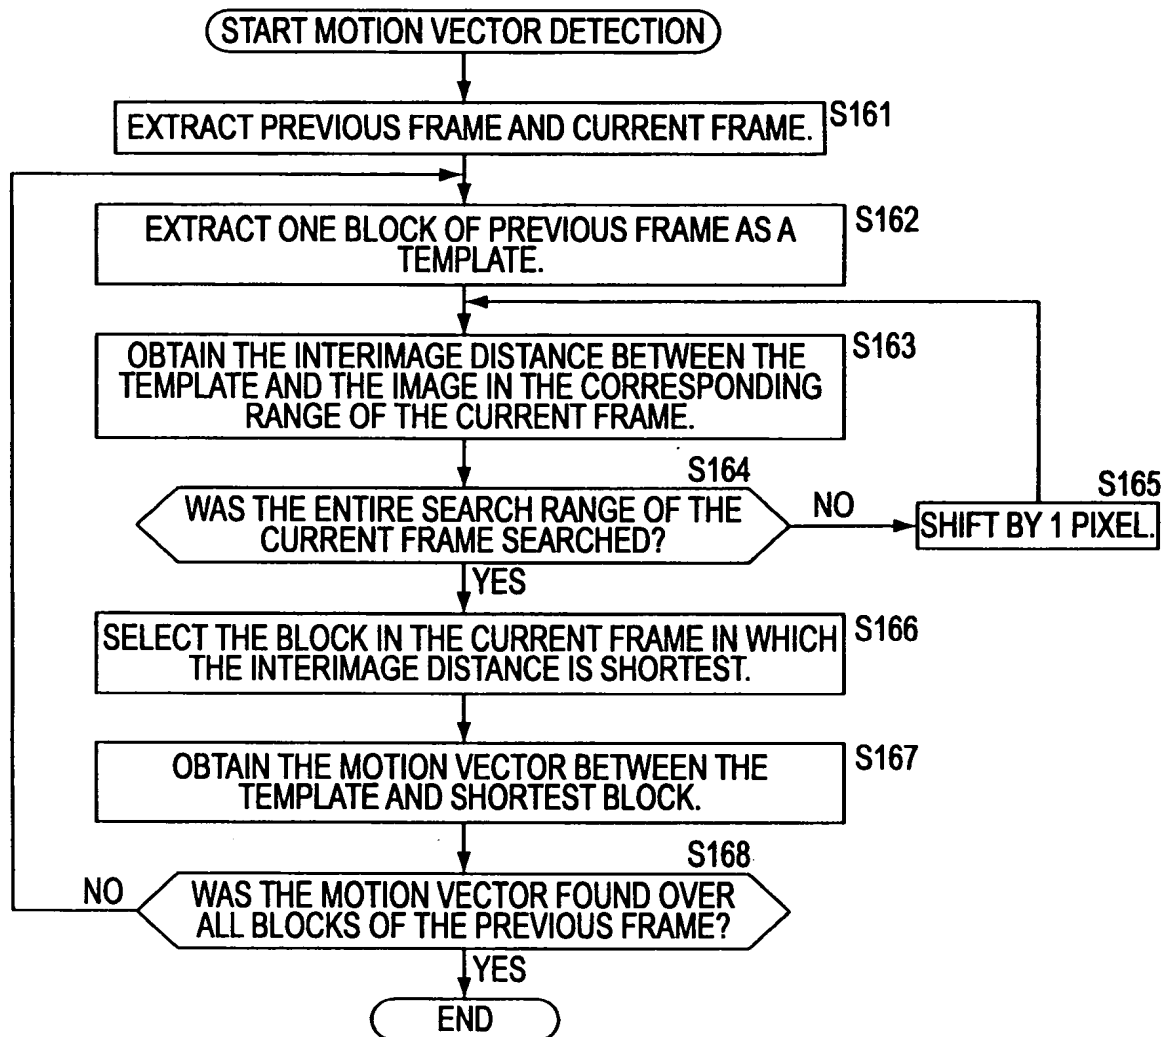 START MOTION VECTOR DETECTION
EXTRACT PREVIOUS FRAME AND CURRENT FRAME.
S161
EXTRACT ONE BLOCK OF PREVIOUS FRAME AS A
TEMPLATE.
S162
OBTAIN THE INTERIMAGE DISTANCE BETWEEN THE
TEMPLATE AND THE IMAGE IN THE CORRESPONDING
RANGE OF THE CURRENT FRAME.
S163
S164
WAS THE ENTIRE SEARCH RANGE OF THE
CURRENT FRAME SEARCHED?
NO
S165
SHIFT BY 1 PIXEL.
YES
SELECT THE BLOCK IN THE CURRENT FRAME IN WHICH
THE INTERIMAGE DISTANCE IS SHORTEST.
S166
OBTAIN THE MOTION VECTOR BETWEEN THE
TEMPLATE AND SHORTEST BLOCK.
S167
S168
NO
WAS THE MOTION VECTOR FOUND OVER
ALL BLOCKS OF THE PREVIOUS FRAME?
YES
END